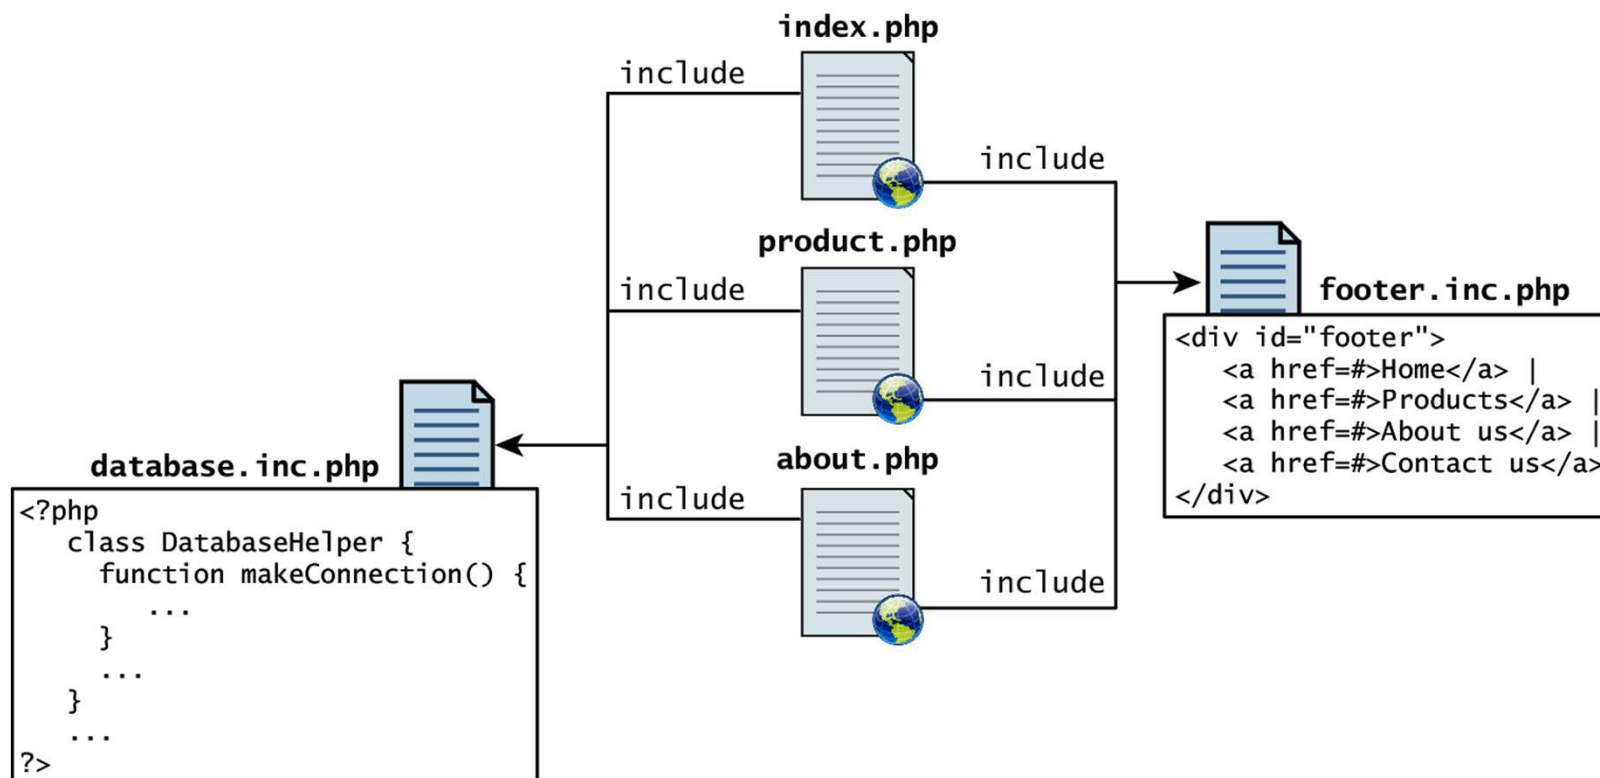 index.php
include
include
product.php
include
footer.inc.php
<div id="footer">
   <a href=#>Home</a> |
   <a href=#>Products</a> |
   <a href=#>About us</a> |
   <a href=#>Contact us</a>
</div>
include
about.php
database.inc.php
include
<?php
   class DatabaseHelper {
     function makeConnection() {
        ...
     }
     ...
   }
   ...
?>
include